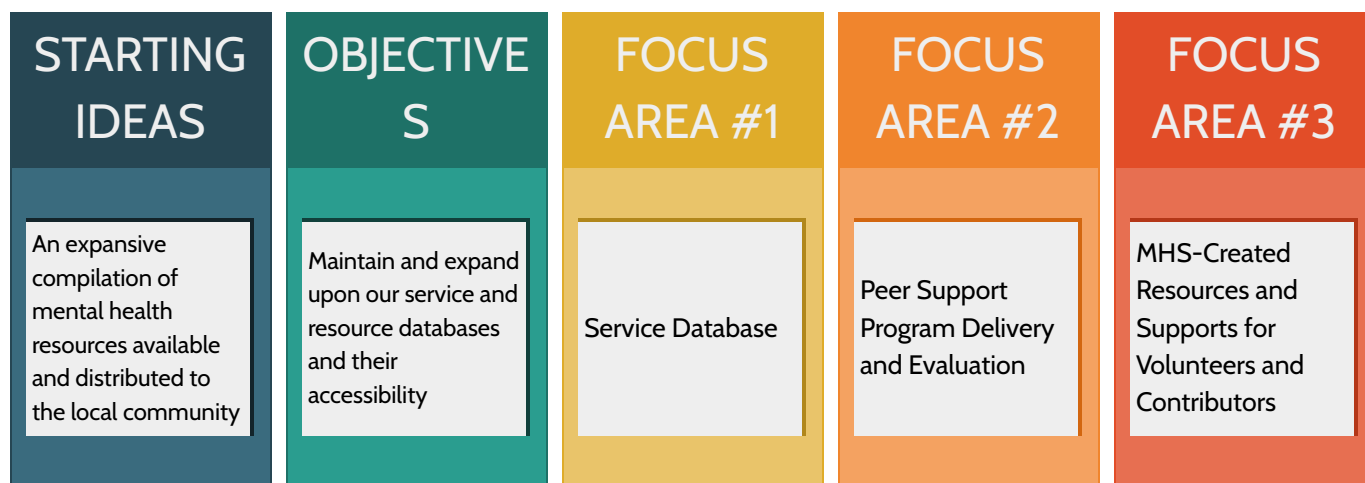 STARTING
IDEAS
An expansive
compilation of
mental health
resources available
and distributed to
the local community
OBJECTIVE
S
Maintain and expand
upon our service and
resource databases
and their
accessibility
FOCUS
AREA #1
Service Database
FOCUS
AREA #2
Peer Support
Program Delivery
and Evaluation
FOCUS
AREA #3
MHS-Created
Resources and
Supports for
Volunteers and
Contributors